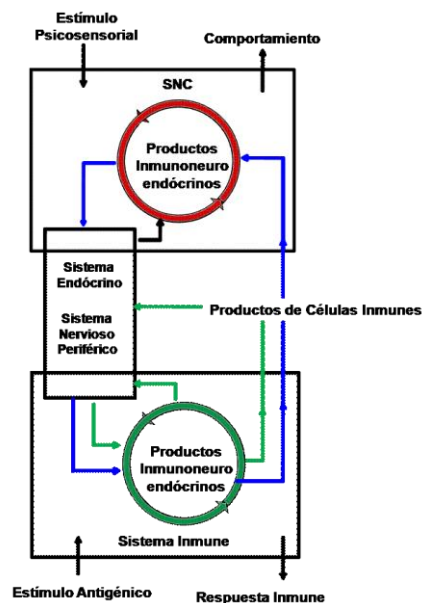 Estímulo
Psicosensorial
Comportamiento
SNC
Productos
Inmunoneuro
endócrinos
Sistema
Endócrino
Sistema
Nervioso
Periférico
Productos de Células Inmunes
Productos
Inmunoneuro
endócrinos
Sistema Inmune
Estímulo Antigénico
Respuesta Inmune